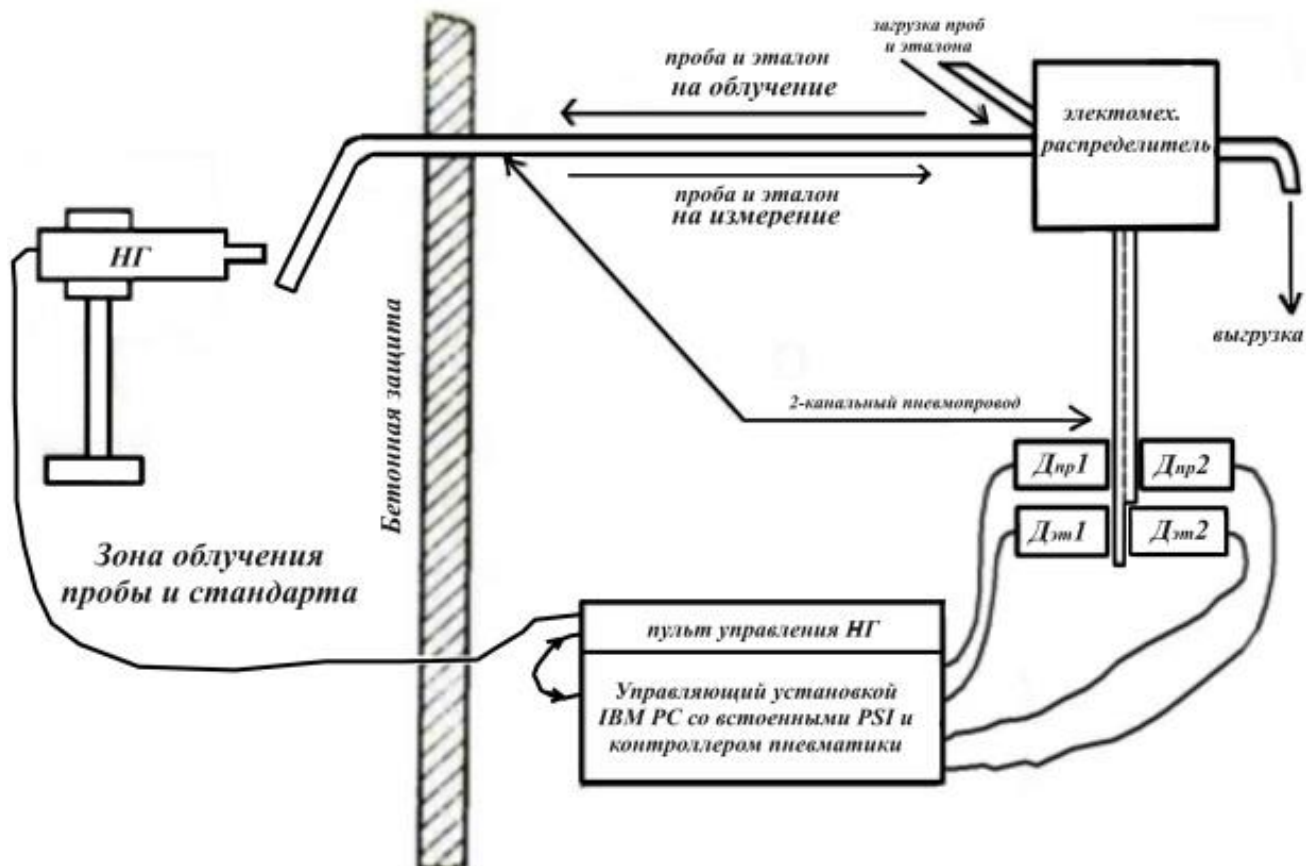 загрузка проб
и эталона
проба и эталон
на облучение
электомех.
распределитель
проба и эталон
на измерение
НГ
выгрузка
Бетонная защита
2-канальный пневмопровод
Дпр1
Дпр2
Дэт1
Дэт2
Зона облучения
пробы и стандарта
пульт управления НГ
Управляющий установкой
IBM PC со встоенными PSI и
контроллером пневматики